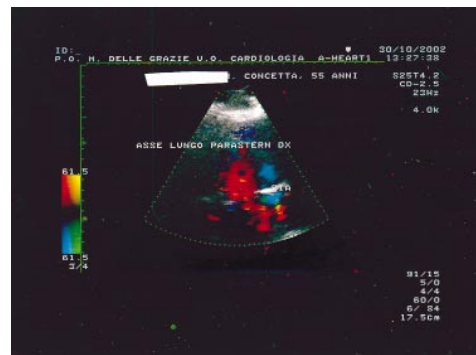 ID:_ 30/10/2002
P.O. M. DELLE GRAZIE U.O. CARDIOLOGIA A-HEART1 13:27:38
CONCETTA, 55 ANNI S25T4.2
CD-2.5
23Hz
4.0k
ASSE LUNGO PARASTERN DX
61.5
61.5
3/4
91/15
5/0
4/4
60/0
6/ 84
17.5cm